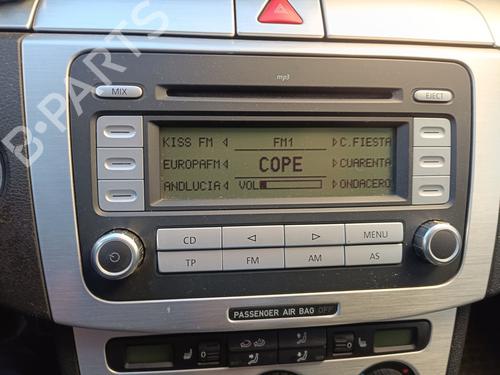 B-PARTS
mp3
MIX
EJECT
KISS FM FM1 C.FIESTA
EUROPAFM COPE CUARENTA
ANDLUCIA VOL ONDACERO
CD MENU
TP FM AM AS
PASSENGER AIR BAG OFF